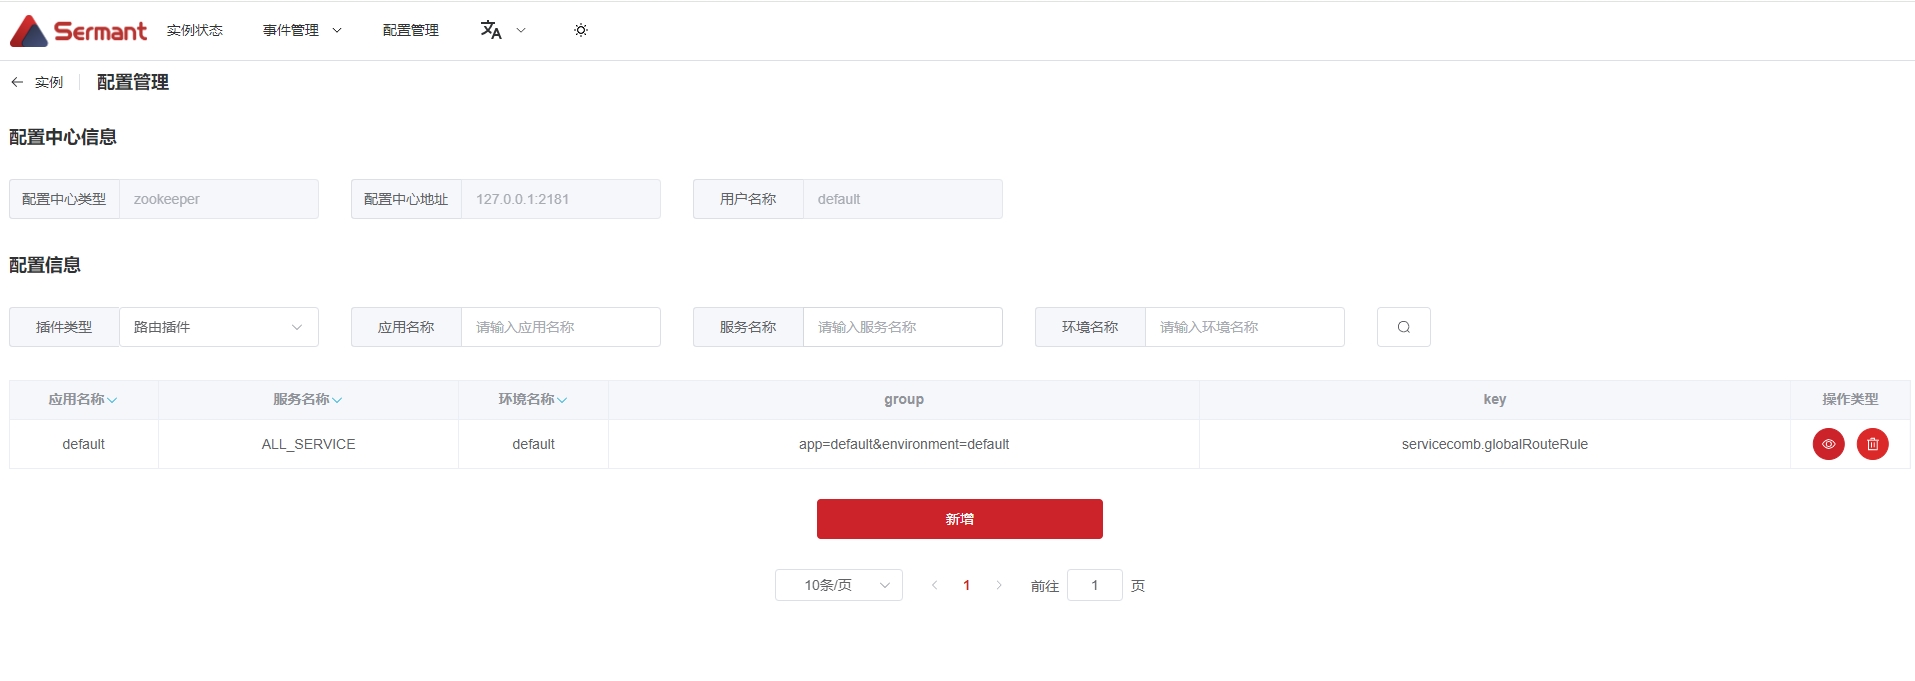 Sermant 实例状态 事件管理 配置管理
实例 配置管理
配置中心信息
配置中心类型 zookeeper 配置中心地址 127.0.0.1:2181 用户名称 default
配置信息
插件类型 路由插件 应用名称 请输入应用名称 服务名称 请输入服务名称 环境名称 请输入环境名称
应用名称 服务名称 环境名称 group key 操作类型
default ALL_SERVICE default app=default&environment=default servicecomb.globalRouteRule
新增
10条/页 1 前往 1 页